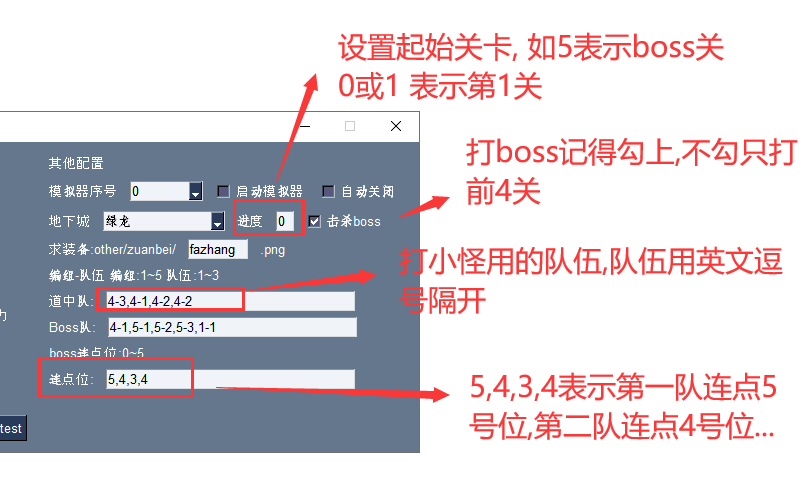 设置起始关卡, 如5表示boss关
0或1 表示第1关
其他配置
模拟器序号 0 启动模拟器 自动关闭
打boss记得勾上,不勾只打
前4关
地下城 绿龙 进度 0 击杀boss
求装备:other/zuanbei/ fazhang .png
编组-队伍 编组:1~5 队伍:1~3
打小怪用的队伍,队伍用英文逗
号隔开
道中队: 4-3,4-1,4-2,4-2
力
Boss队: 4-1,5-1,5-2,5-3,1-1
boss连点位:0~5
连点位: 5,4,3,4
5,4,3,4表示第一队连点5
号位,第二队连点4号位...
test